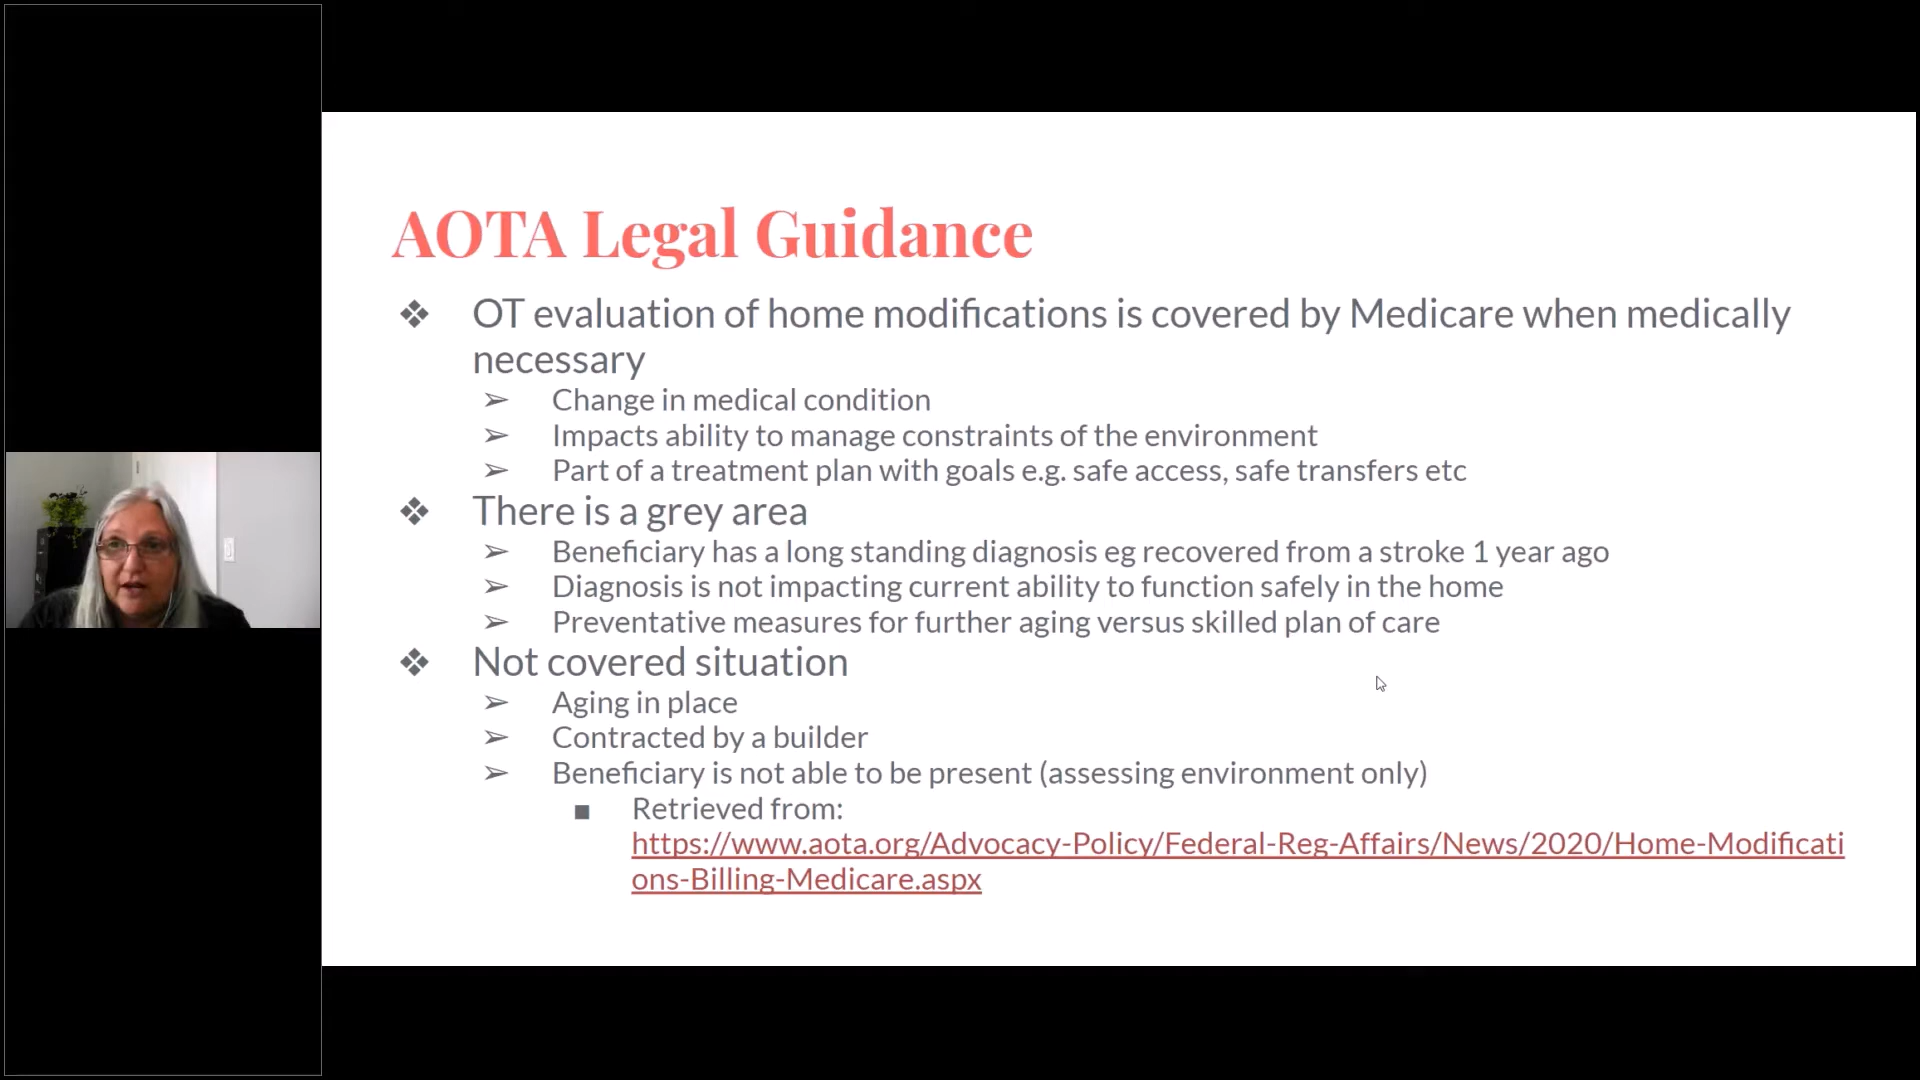 AOTA Legal Guidance
❖ OT evaluation of home modifications is covered by Medicare when medically
necessary
➢ Change in medical condition
➢ Impacts ability to manage constraints of the environment
➢ Part of a treatment plan with goals e.g. safe access, safe transfers etc
❖ There is a grey area
➢ Beneficiary has a long standing diagnosis eg recovered from a stroke 1 year ago
➢ Diagnosis is not impacting current ability to function safely in the home
➢ Preventative measures for further aging versus skilled plan of care
❖ Not covered situation
➢ Aging in place
➢ Contracted by a builder
➢ Beneficiary is not able to be present (assessing environment only)
■ Retrieved from:
https://www.aota.org/Advocacy-Policy/Federal-Reg-Affairs/News/2020/Home-Modificati
ons-Billing-Medicare.aspx